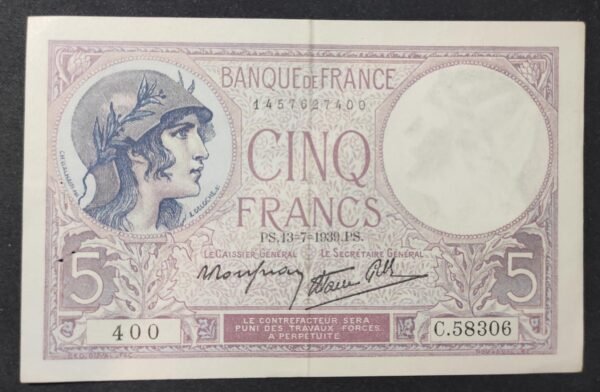 BANQUE DE FRANCE
1457627400
CINQ
FRANCS
PS.13-7-1939.PS.
LE CAISSIER GÉNÉRAL LE SECRÉTAIRE GÉNÉRAL
5 5
400
LE CONTREFACTEUR SERA
PUNI DES TRAVAUX FORCÉS
À PERPÉTUITÉ
C.58306